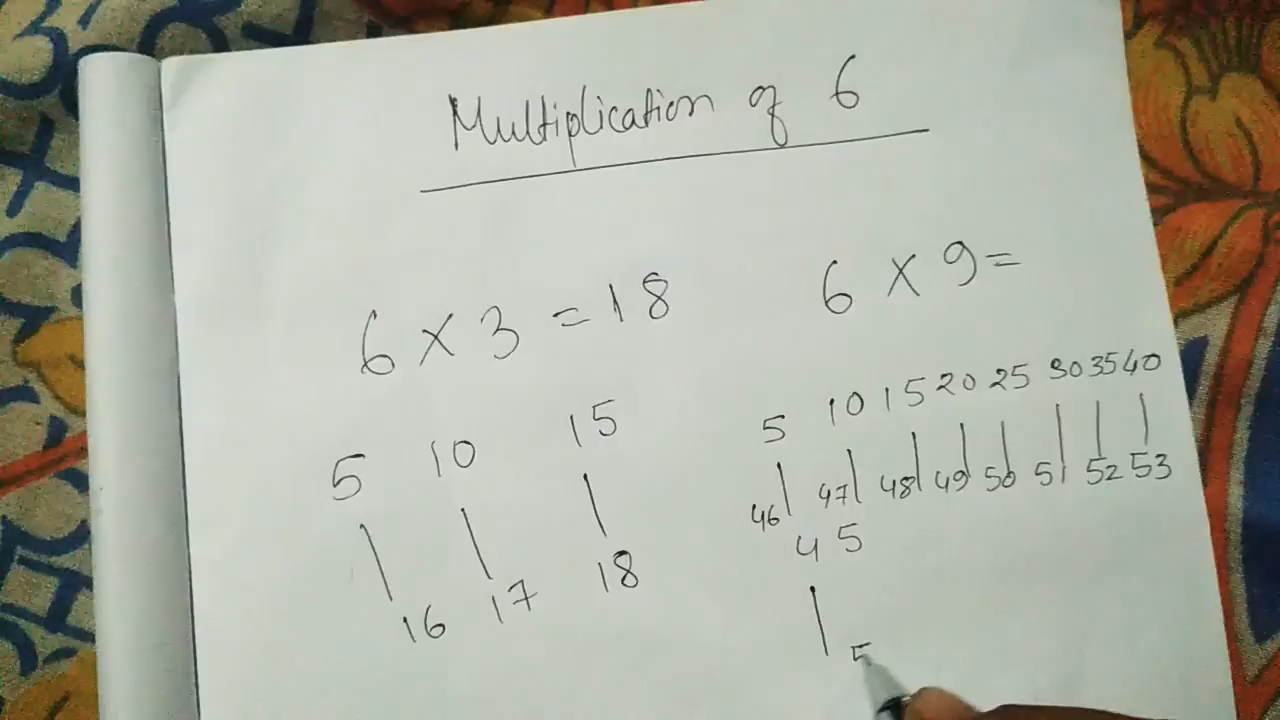 Multiplication of 6
6 x 3 = 18
5 10 15
16 17 18
6 x 9 =
5 10 15 20 25 30 35 40
46 47 48 49 50 51 52 53
45
5